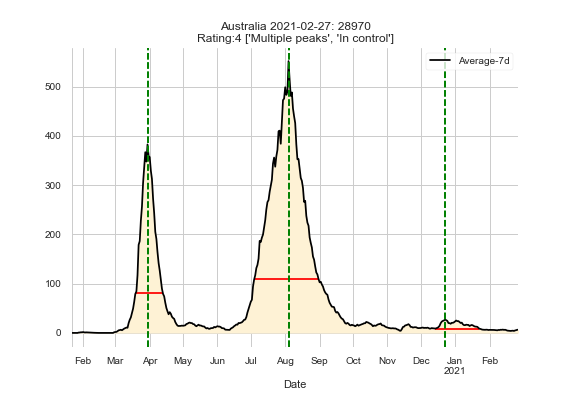 Australia 2021-02-27: 28970
Rating:4 ['Multiple peaks', 'In control']
Average-7d
500
400
300
200
100
0
Feb Mar Apr May Jun Jul Aug Sep Oct Nov Dec Jan Feb
2021
Date